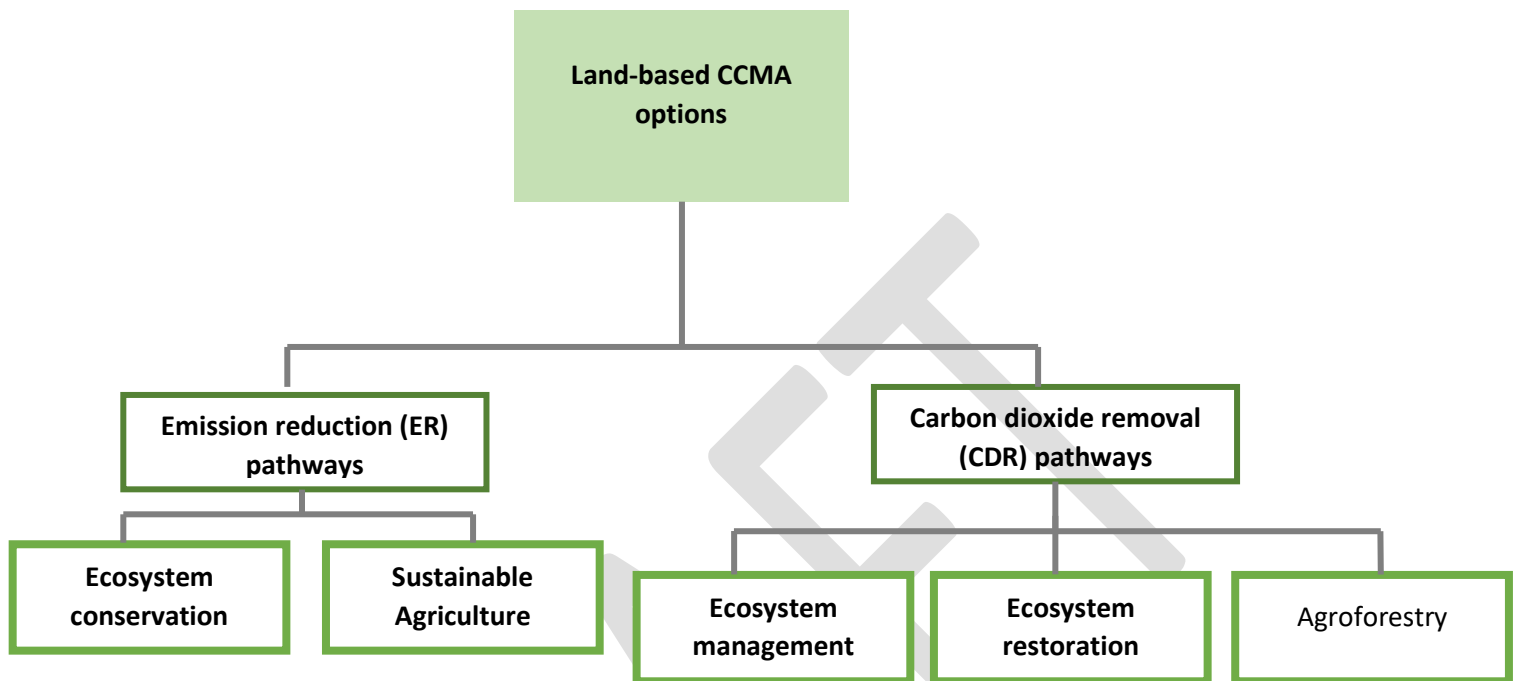 Land-based CCMA
options
Emission reduction (ER)
pathways
Carbon dioxide removal
(CDR) pathways
Ecosystem
conservation
Sustainable
Agriculture
Ecosystem
management
Ecosystem
restoration
Agroforestry